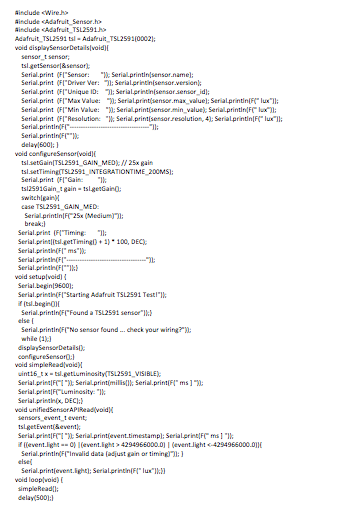 #include <Wire.h>
#include <Adafruit_Sensor.h>
#include <Adafruit_TSL2591.h>
Adafruit_TSL2591 tsl = Adafruit_TSL2591(0002);
void displaySensorDetails(void){
sensor_t sensor;
tsl.getSensor(&sensor);
Serial.print (F("Sensor: ")); Serial.println(sensor.name);
Serial.print (F("Driver Ver: ")); Serial.println(sensor.version);
Serial.print (F("Unique ID: ")); Serial.println(sensor.sensor_id);
Serial.print (F("Max Value: ")); Serial.print(sensor.max_value); Serial.println(F(" lux"));
Serial.print (F("Min Value: ")); Serial.print(sensor.min_value); Serial.println(F(" lux"));
Serial.print (F("Resolution: ")); Serial.print(sensor.resolution, 4); Serial.println(F(" lux"));
Serial.println(F("------------------------------------"));
Serial.println(F(""));
delay(600); }
void configureSensor(void){
tsl.setGain(TSL2591_GAIN_MED); // 25x gain
tsl.setTiming(TSL2591_INTEGRATIONTIME_200MS);
Serial.print (F("Gain: "));
tsl2591Gain_t gain = tsl.getGain();
switch(gain){
case TSL2591_GAIN_MED:
Serial.println(F("25x (Medium)"));
break;}
Serial.print (F("Timing: "));
Serial.print((tsl.getTiming() + 1) * 100, DEC);
Serial.println(F(" ms"));
Serial.println(F("------------------------------------"));
Serial.println(F(""));}
void setup(void) {
Serial.begin(9600);
Serial.println(F("Starting Adafruit TSL2591 Test!"));
if (tsl.begin()){
Serial.println(F("Found a TSL2591 sensor"));}
else {
Serial.println(F("No sensor found ... check your wiring?"));
while (1);}
displaySensorDetails();
configureSensor();}
void simpleRead(void){
uint16_t x = tsl.getLuminosity(TSL2591_VISIBLE);
Serial.print(F("[ ")); Serial.print(millis()); Serial.print(F(" ms ] "));
Serial.print(F("Luminosity: "));
Serial.println(x, DEC);}
void unifiedSensorAPIRead(void){
sensors_event_t event;
tsl.getEvent(&event);
Serial.print(F("[ ")); Serial.print(event.timestamp); Serial.print(F(" ms ] "));
if ((event.light == 0) |(event.light > 4294966000.0) | (event.light <-4294966000.0)){
Serial.println(F("Invalid data (adjust gain or timing)")); }
else{
Serial.print(event.light); Serial.println(F(" lux"));}}
void loop(void) {
simpleRead();
delay(500);}